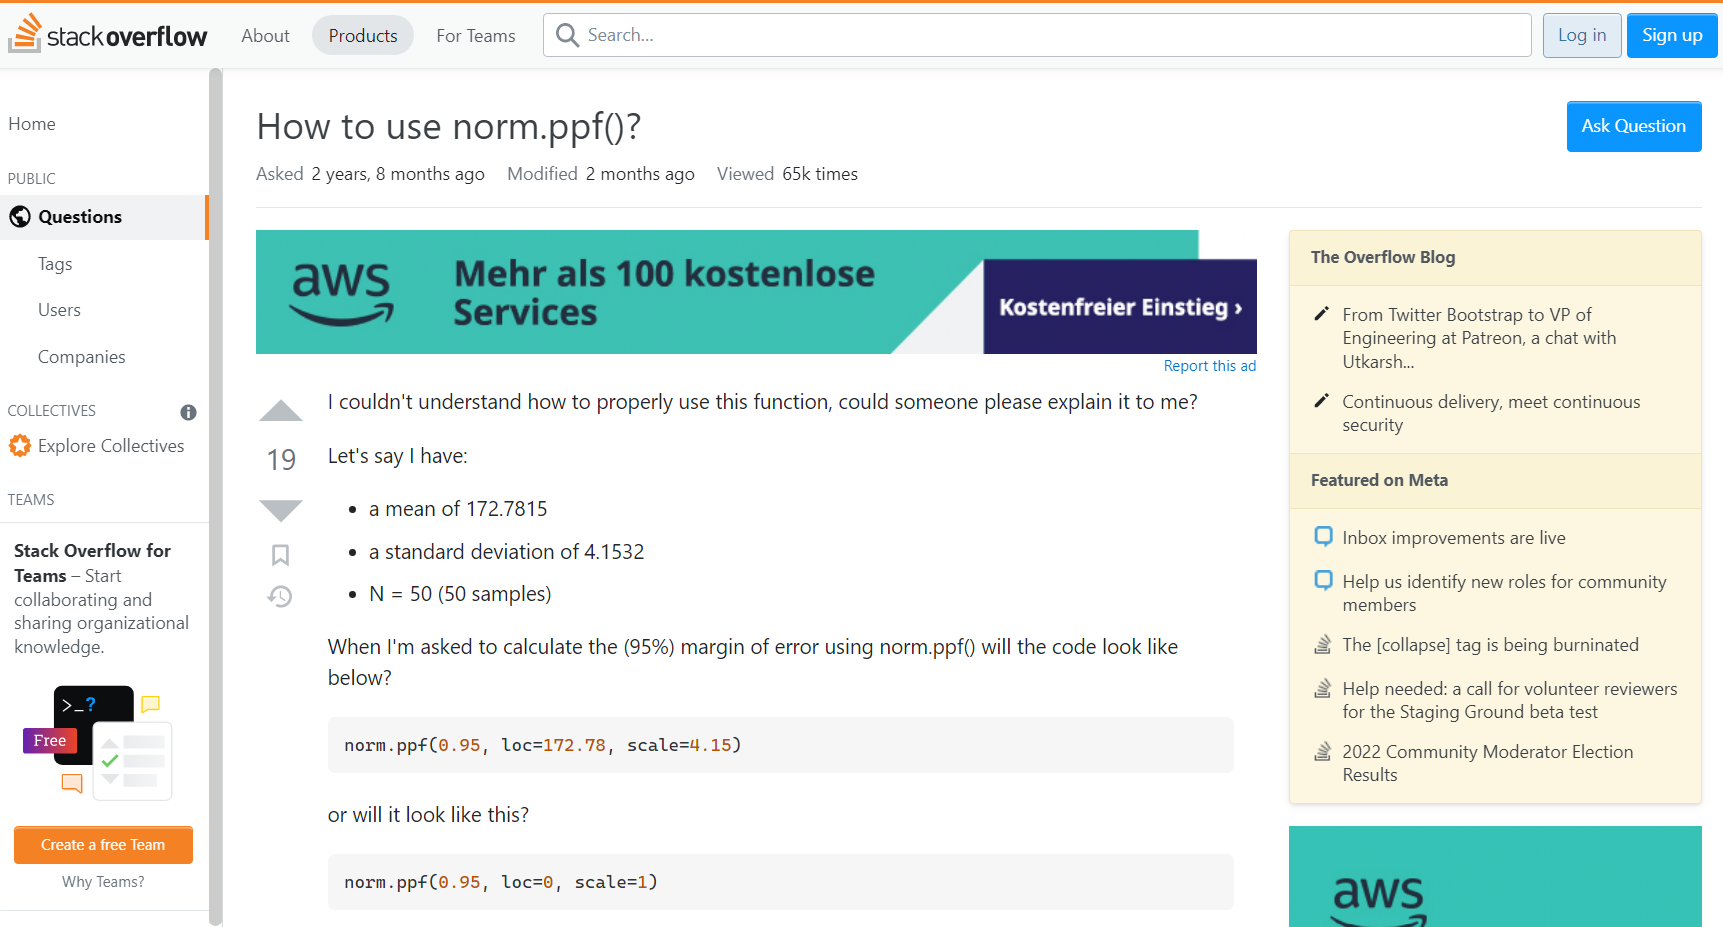 stack overflow
About
Products
For Teams
Search...
Log in
Sign up
Home
PUBLIC
Questions
Tags
Users
Companies
COLLECTIVES
Explore Collectives
TEAMS
Stack Overflow for
Teams – Start
collaborating and
sharing organizational
knowledge.
>_?
Free
Create a free Team
Why Teams?
How to use norm.ppf()?
Ask Question
Asked 2 years, 8 months ago Modified 2 months ago Viewed 65k times
aws
Mehr als 100 kostenlose
Services
Kostenfreier Einstieg ›
Report this ad
19
I couldn't understand how to properly use this function, could someone please explain it to me?
Let's say I have:
• a mean of 172.7815
• a standard deviation of 4.1532
• N = 50 (50 samples)
When I'm asked to calculate the (95%) margin of error using norm.ppf() will the code look like
below?
norm.ppf(0.95, loc=172.78, scale=4.15)
or will it look like this?
norm.ppf(0.95, loc=0, scale=1)
The Overflow Blog
From Twitter Bootstrap to VP of
Engineering at Patreon, a chat with
Utkarsh...
Continuous delivery, meet continuous
security
Featured on Meta
Inbox improvements are live
Help us identify new roles for community
members
The [collapse] tag is being burninated
Help needed: a call for volunteer reviewers
for the Staging Ground beta test
2022 Community Moderator Election
Results
aws